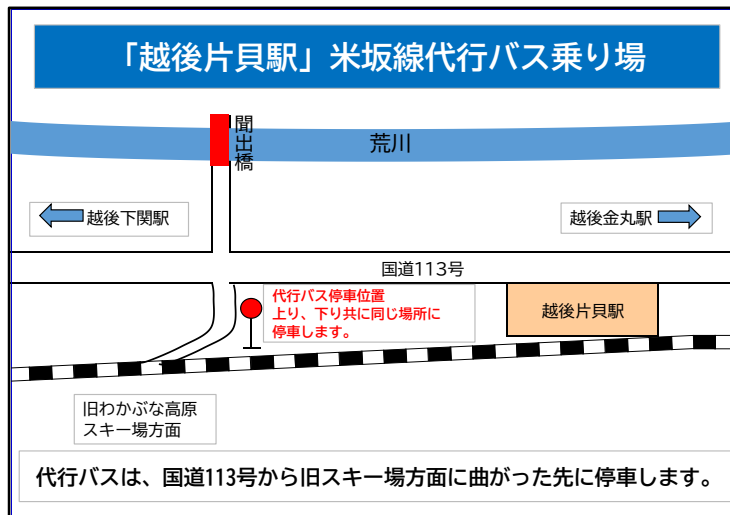 「越後片貝駅」米坂線代行バス乗り場
聞出橋
荒川
越後下関駅
越後金丸駅
国道113号
代行バス停車位置
上り、下り共に同じ場所に
停車します。
越後片貝駅
旧わかぶな高原
スキー場方面
代行バスは、国道113号から旧スキー場方面に曲がった先に停車します。